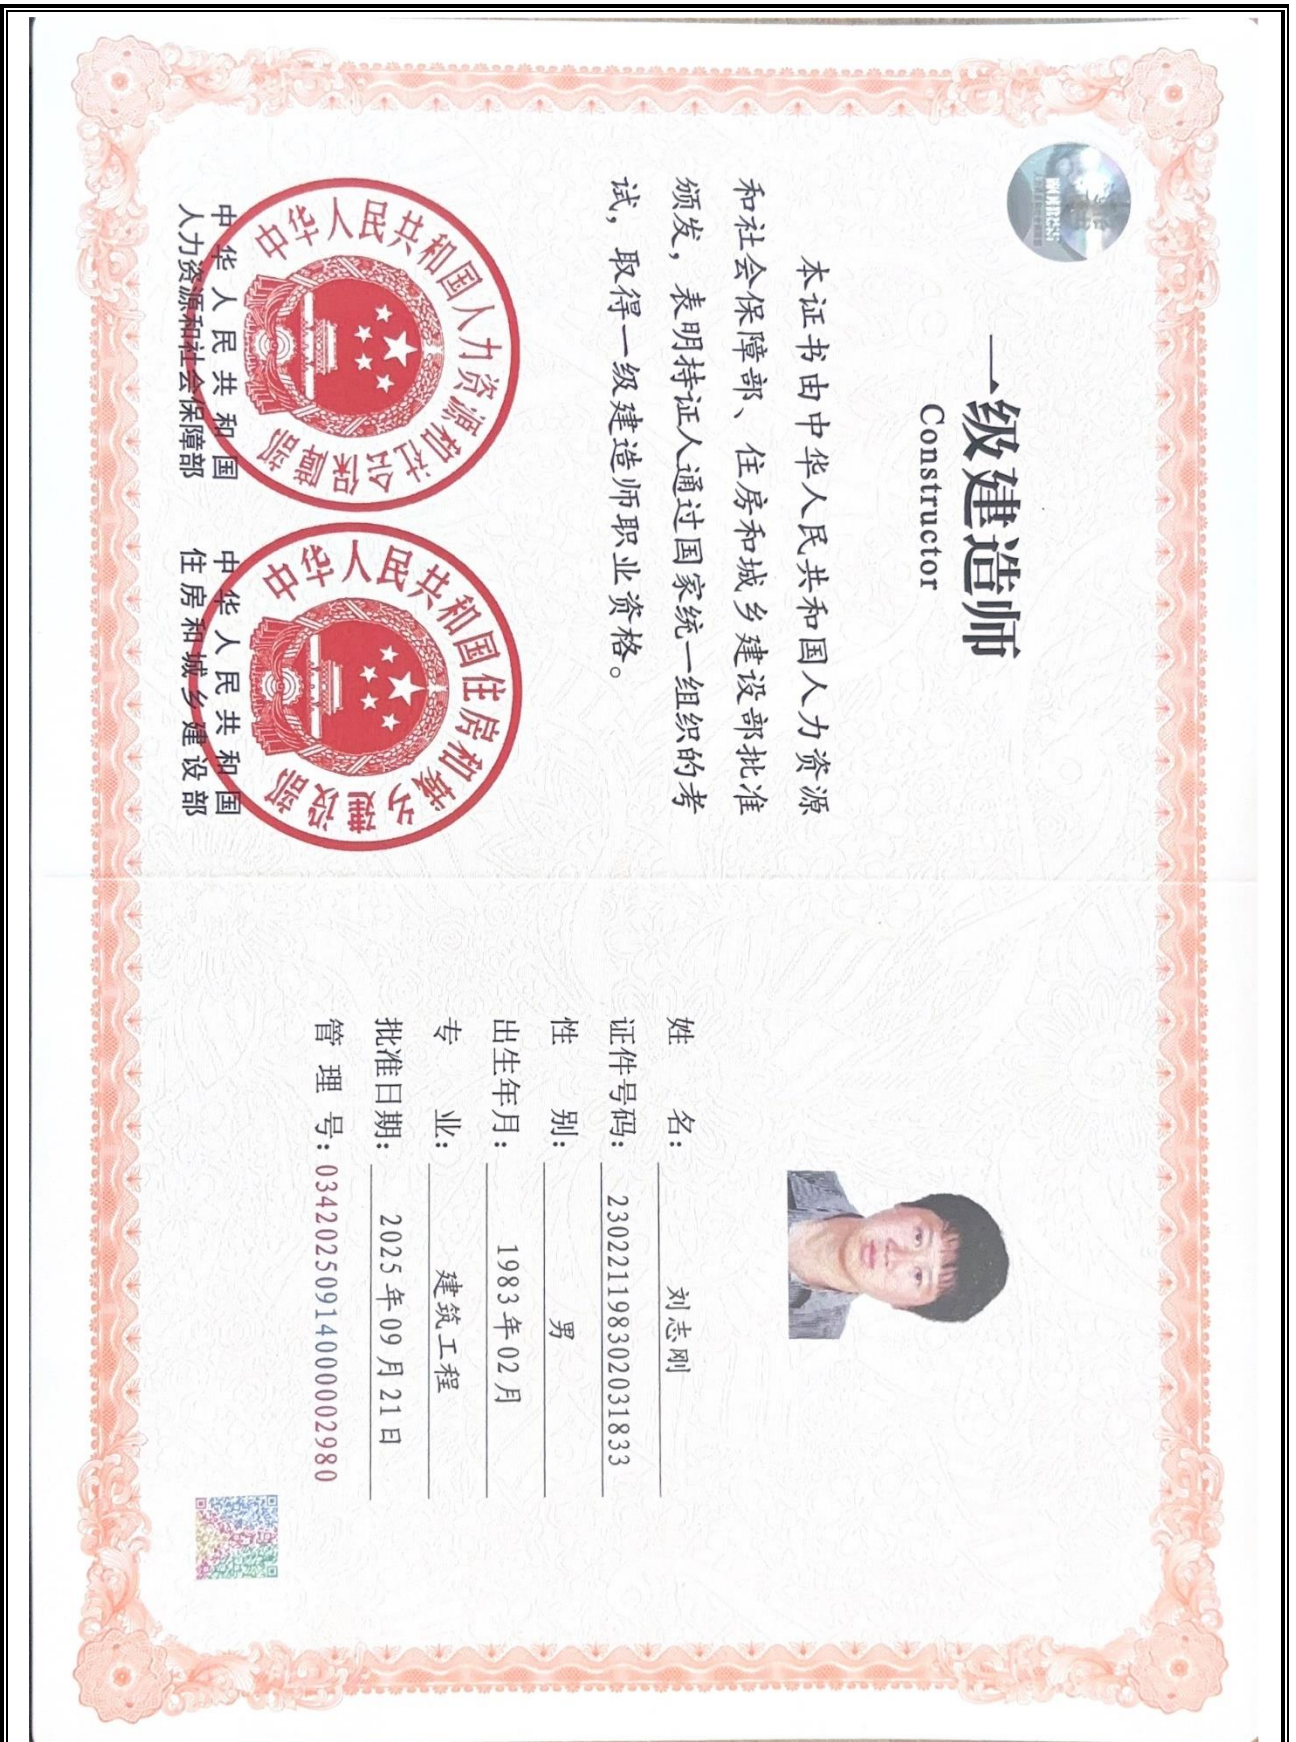 一级建造师
Constructor
本证书由中华人民共和国人力资源
和社会保障部、住房和城乡建设部批准
颁发，表明持证人通过国家统一组织的考
试，取得一级建造师职业资格。
中华人民共和国人力资源和社会保障部
中华人民共和国
人力资源和社会保障部
中华人民共和国住房和城乡建设部
中华人民共和国
住房和城乡建设部
姓名：刘志刚
证件号码：230221198302031833
性别：男
出生年月：1983年02月
专业：建筑工程
批准日期：2025年09月21日
管理号：03420250914000002980